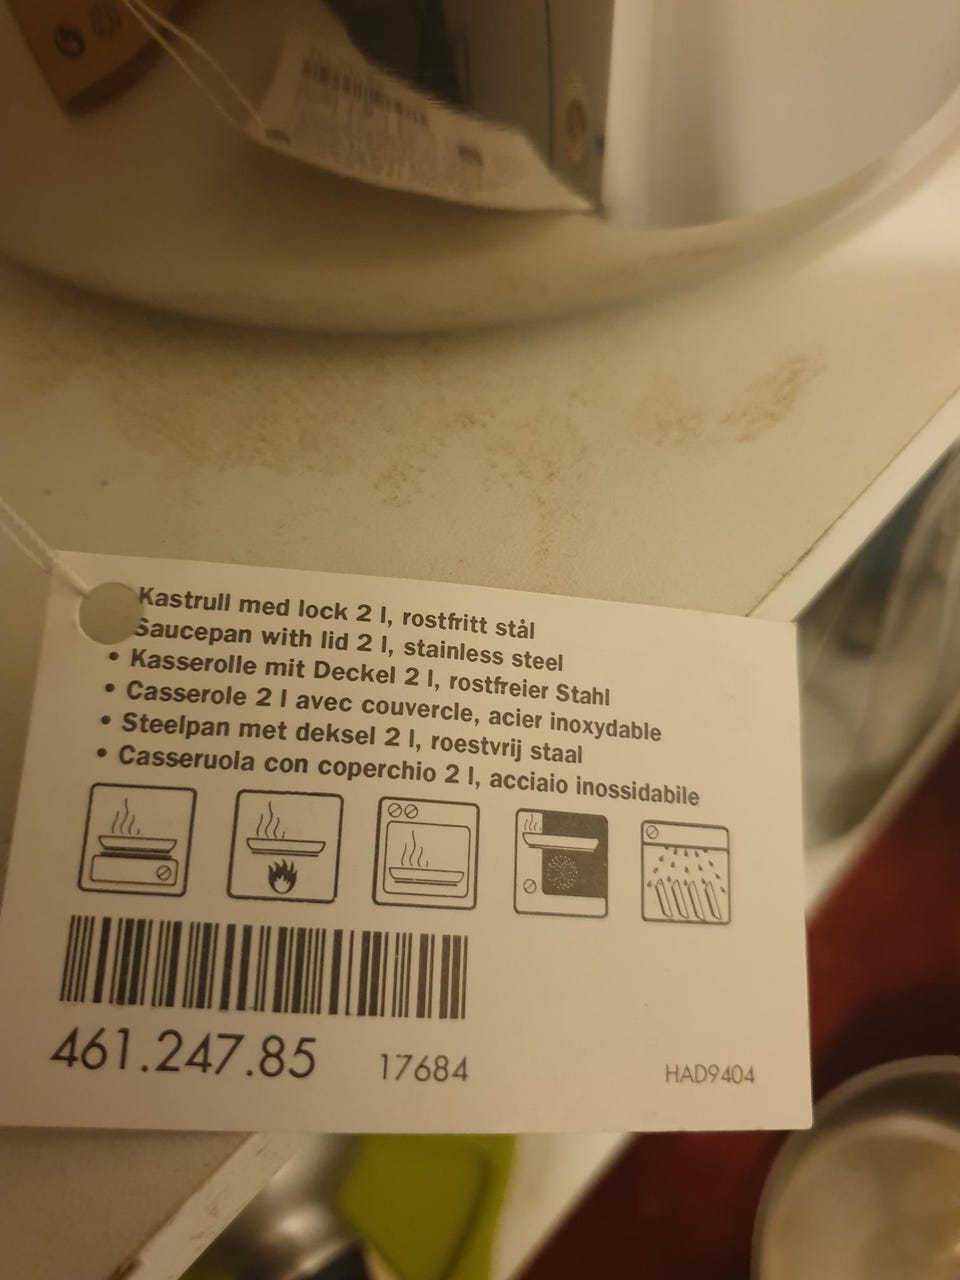 Kastrull med lock 2 l, rostfritt stål
Saucepan with lid 2 l, stainless steel
• Kasserolle mit Deckel 2 l, rostfreier Stahl
• Casserole 2 l avec couvercle, acier inoxydable
• Steelpan met deksel 2 l, roestvrij staal
• Casseruola con coperchio 2 l, acciaio inossidabile
461.247.85 17684 HAD9404